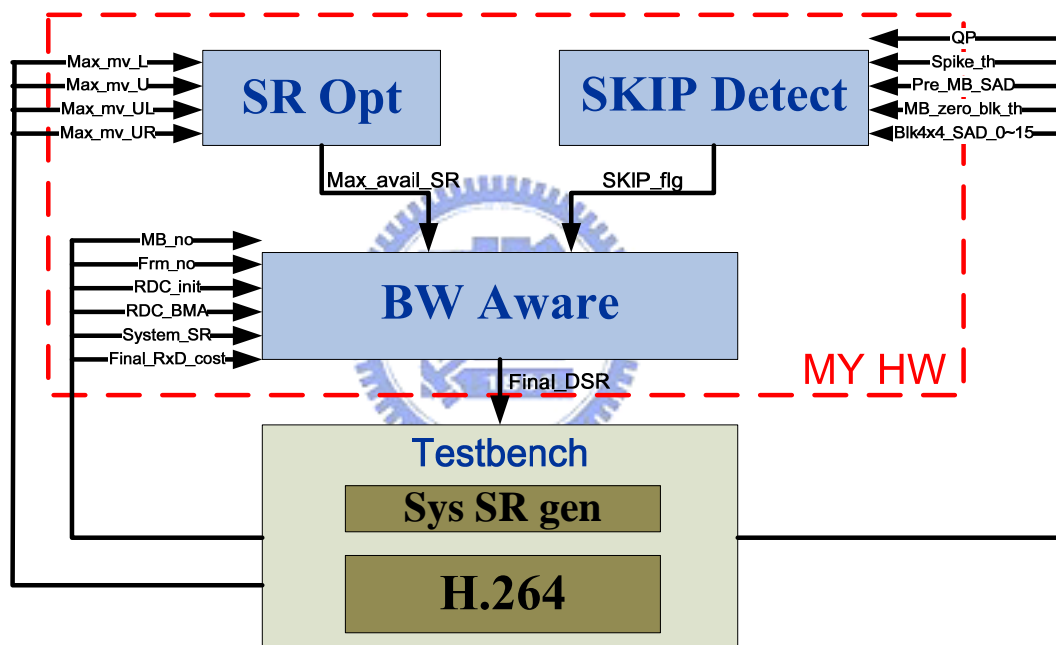 Max_mv_L
Max_mv_U
Max_mv_UL
Max_mv_UR
SR Opt
SKIP Detect
QP
Spike_th
Pre_MB_SAD
MB_zero_blk_th
Blk4x4_SAD_0~15
Max_avail_SR
SKIP_flg
MB_no
Frm_no
RDC_init
RDC_BMA
System_SR
Final_RxD_cost
BW Aware
MY HW
Final_DSR
Testbench
Sys SR gen
H.264